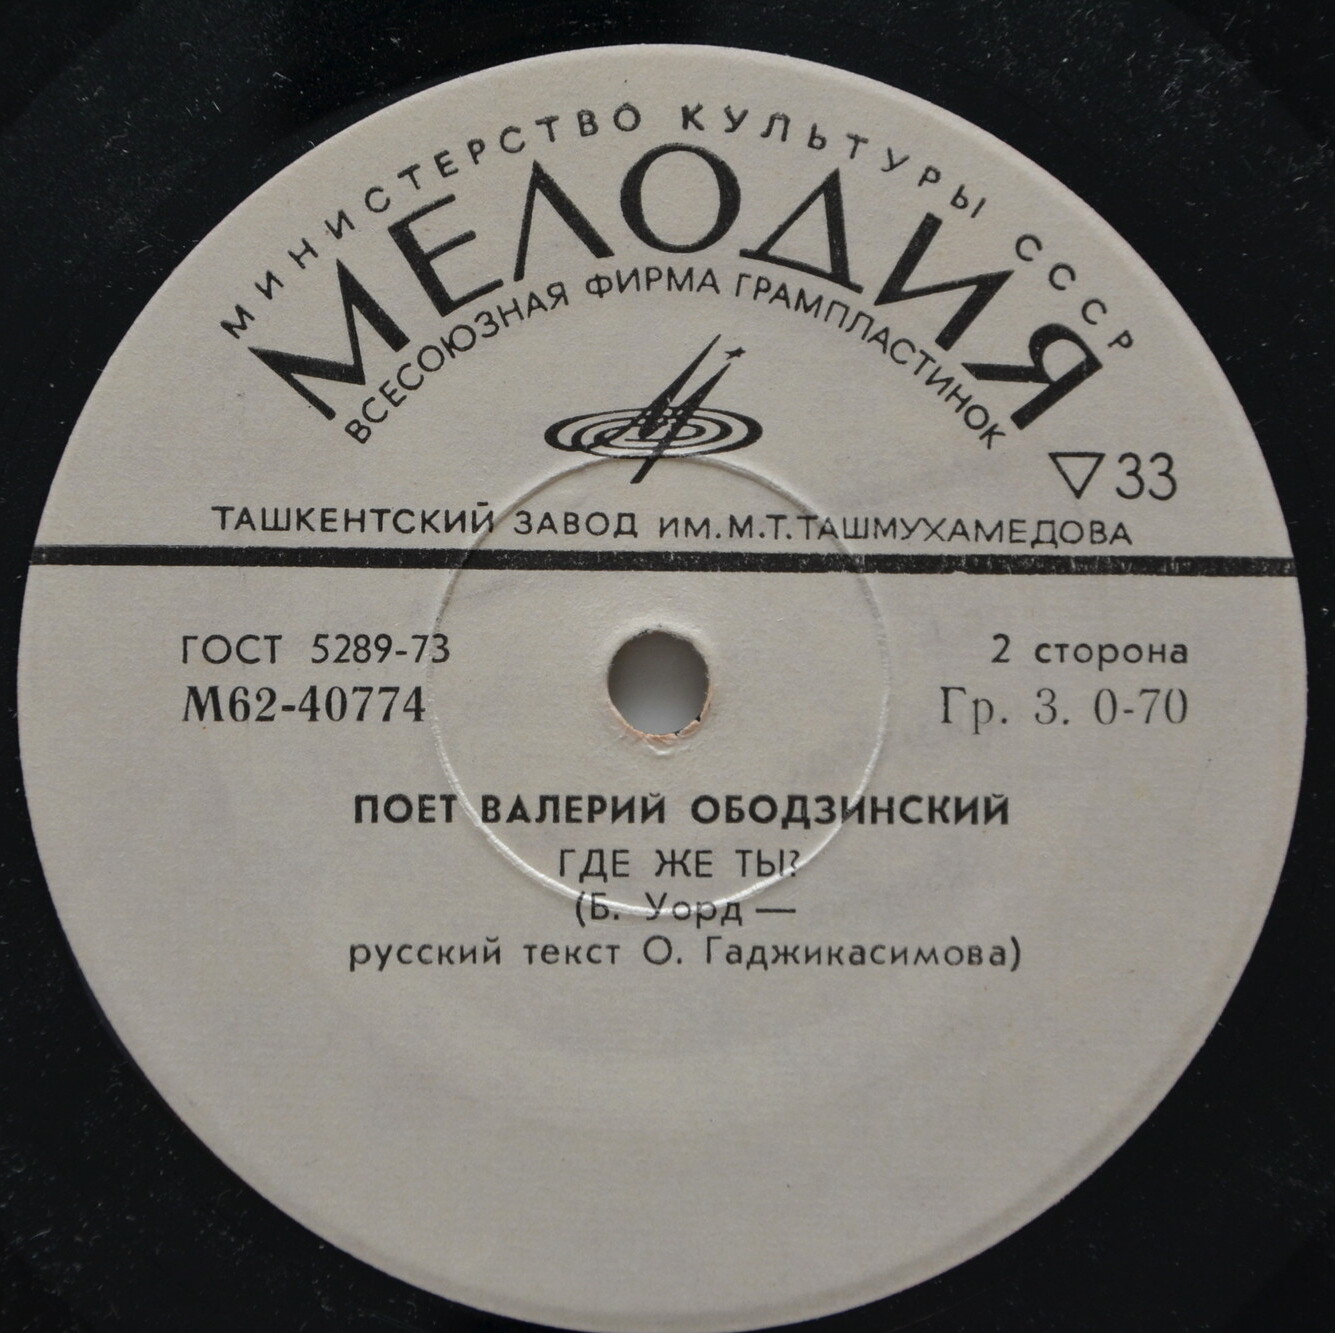 МИНИСТЕРСТВО КУЛЬТУРЫ СССР
МЕЛОДИЯ
ВСЕСОЮЗНАЯ ФИРМА ГРАМПЛАСТИНОК
33
ТАШКЕНТСКИЙ ЗАВОД ИМ.М.Т.ТАШМУХАМЕДОВА
ГОСТ 5289-73
2 сторона
М62-40774
Гр. 3. 0-70
ПОЕТ ВАЛЕРИЙ ОБОДЗИНСКИЙ
ГДЕ ЖЕ ТЫ?
(Б. Уорд —
русский текст О. Гаджикасимова)